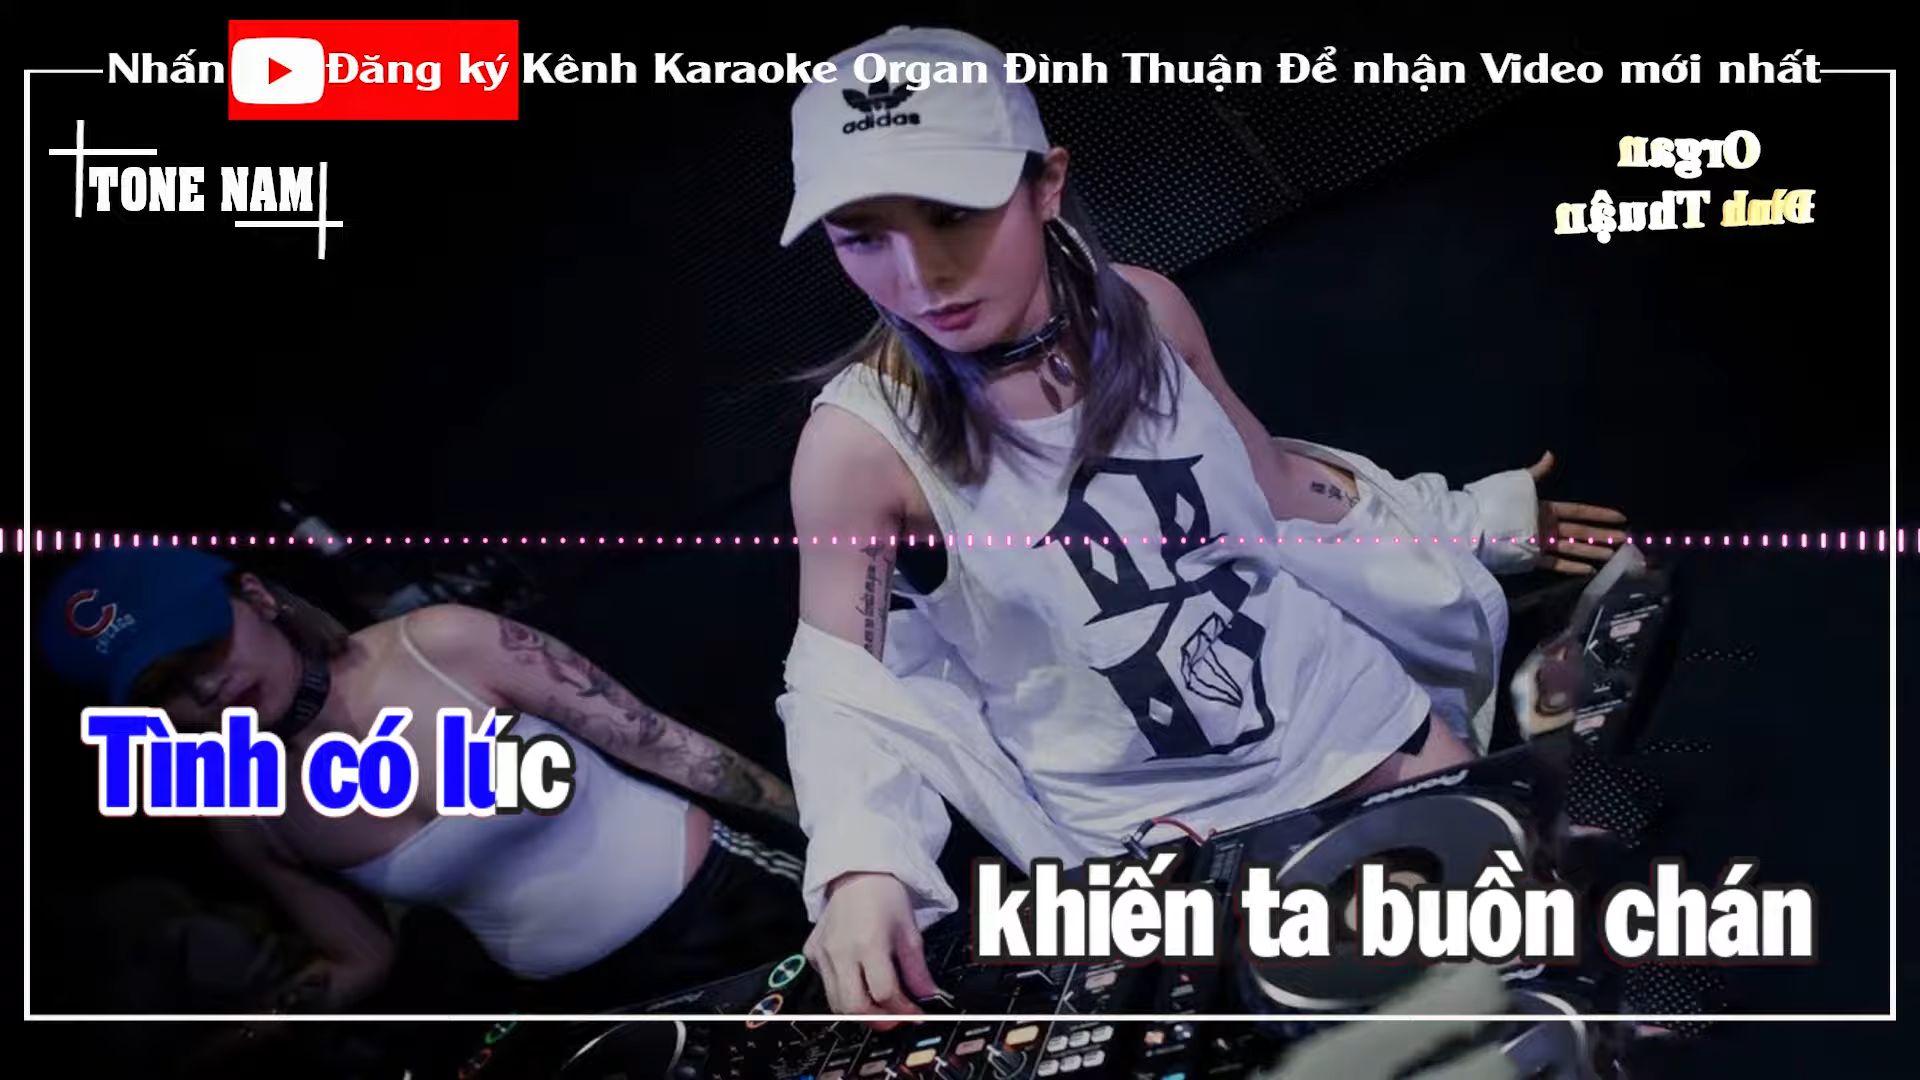 Nhấn Đăng ký Kênh Karaoke Organ Đình Thuận Để nhận Video mới nhất
adidas
TONE NAM
Organ
Đình Thuận
C
CHICAGO
Tình có lúc
khiến ta buồn chán